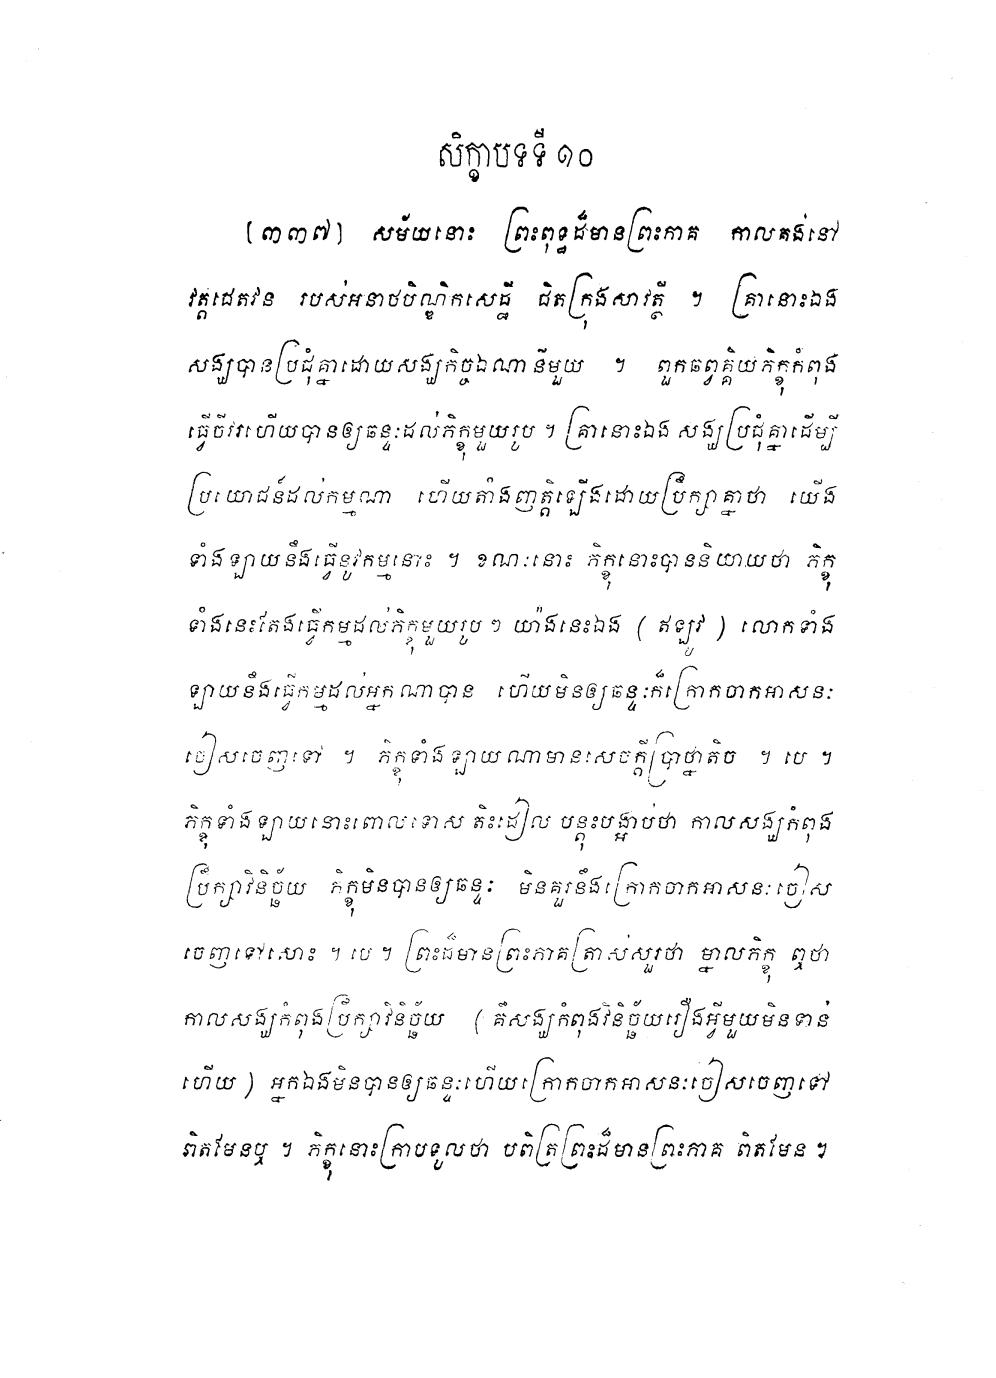 សិក្ខាបទទី ១០
[៣៣៧] សម័យនោះ ព្រះពុទ្ធដ៏មានព្រះភាគ កាលគង់នៅ
វត្តជេតវន របស់អនាថបិណ្ឌិកសេដ្ឋី ជិតក្រុងសាវត្ថី ។ គ្រានោះឯង
សង្ឃបានប្រជុំគ្នាដោយសង្ឃកិច្ចឯណានីមួយ ។ ពួកឆព្វគ្គិយភិក្ខុកំពុង
ធ្វើចីវរហើយបានឲ្យឆន្ទៈដល់ភិក្ខុមួយរូប ។ គ្រានោះឯង សង្ឃប្រជុំគ្នាដើម្បី
ប្រយោជន៍ដល់កម្មណា ហើយតាំងញត្តិឡើងដោយប្រឹក្សាគ្នាថា យើង
ទាំងឡាយនឹងធ្វើនូវកម្មនោះ ។ ខណៈនោះ ភិក្ខុនោះបាននិយាយថា ភិក្ខុ
ទាំងនេះតែងធ្វើកម្មដល់ភិក្ខុមួយរូប ៗ យ៉ាងនេះឯង ( ឥឡូវ ) លោកទាំង
ឡាយនឹងធ្វើកម្មដល់អ្នកណាបាន ហើយមិនឲ្យឆន្ទៈក៏ក្រោកចាកអាសនៈ
ចៀសចេញទៅ ។ ភិក្ខុទាំងឡាយណាមានសេចក្តីប្រាថ្នាតិច ។ បេ ។
ភិក្ខុទាំងឡាយនោះពោលទោស តិះដៀល បន្តុះបង្អាប់ថា កាលសង្ឃកំពុង
ប្រឹក្សាវិនិច្ឆ័យ ភិក្ខុមិនបានឲ្យឆន្ទៈ មិនគួរនឹងក្រោកចាកអាសនៈចៀស
ចេញទៅសោះ ។ បេ ។ ព្រះដ៏មានព្រះភាគត្រាស់សួរថា ម្នាលភិក្ខុ ឮថា
កាលសង្ឃកំពុងប្រឹក្សាវិនិច្ឆ័យ ( គឺសង្ឃកំពុងវិនិច្ឆ័យរឿងអ្វីមួយមិនទាន់
ហើយ ) អ្នកឯងមិនបានឲ្យឆន្ទៈហើយក្រោកចាកអាសនៈចៀសចេញទៅ
ពិតមែនឬ ។ ភិក្ខុនោះក្រាបទូលថា បពិត្រព្រះដ៏មានព្រះភាគ ពិតមែន ។